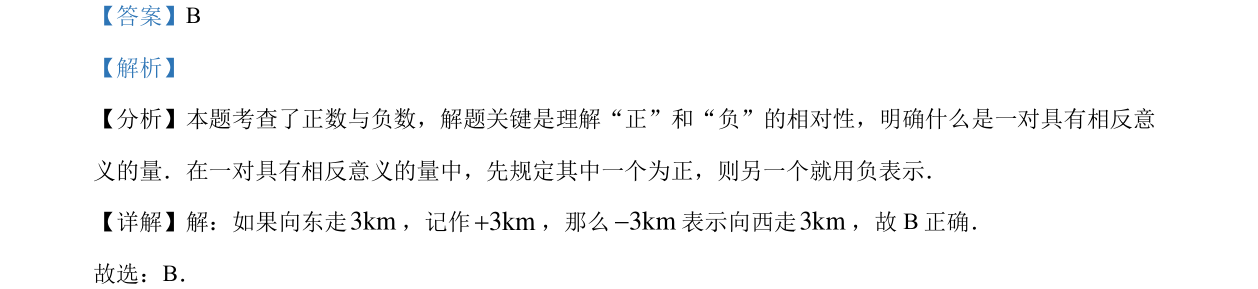 【答案】B
【解析】
【分析】本题考查了正数与负数，解题关键是理解“正”和“负”的相对性，明确什么是一对具有相反意
义的量．在一对具有相反意义的量中，先规定其中一个为正，则另一个就用负表示．
【详解】解：如果向东走3km，记作+3km，那么−3km表示向西走3km，故 B 正确．
故选：B．